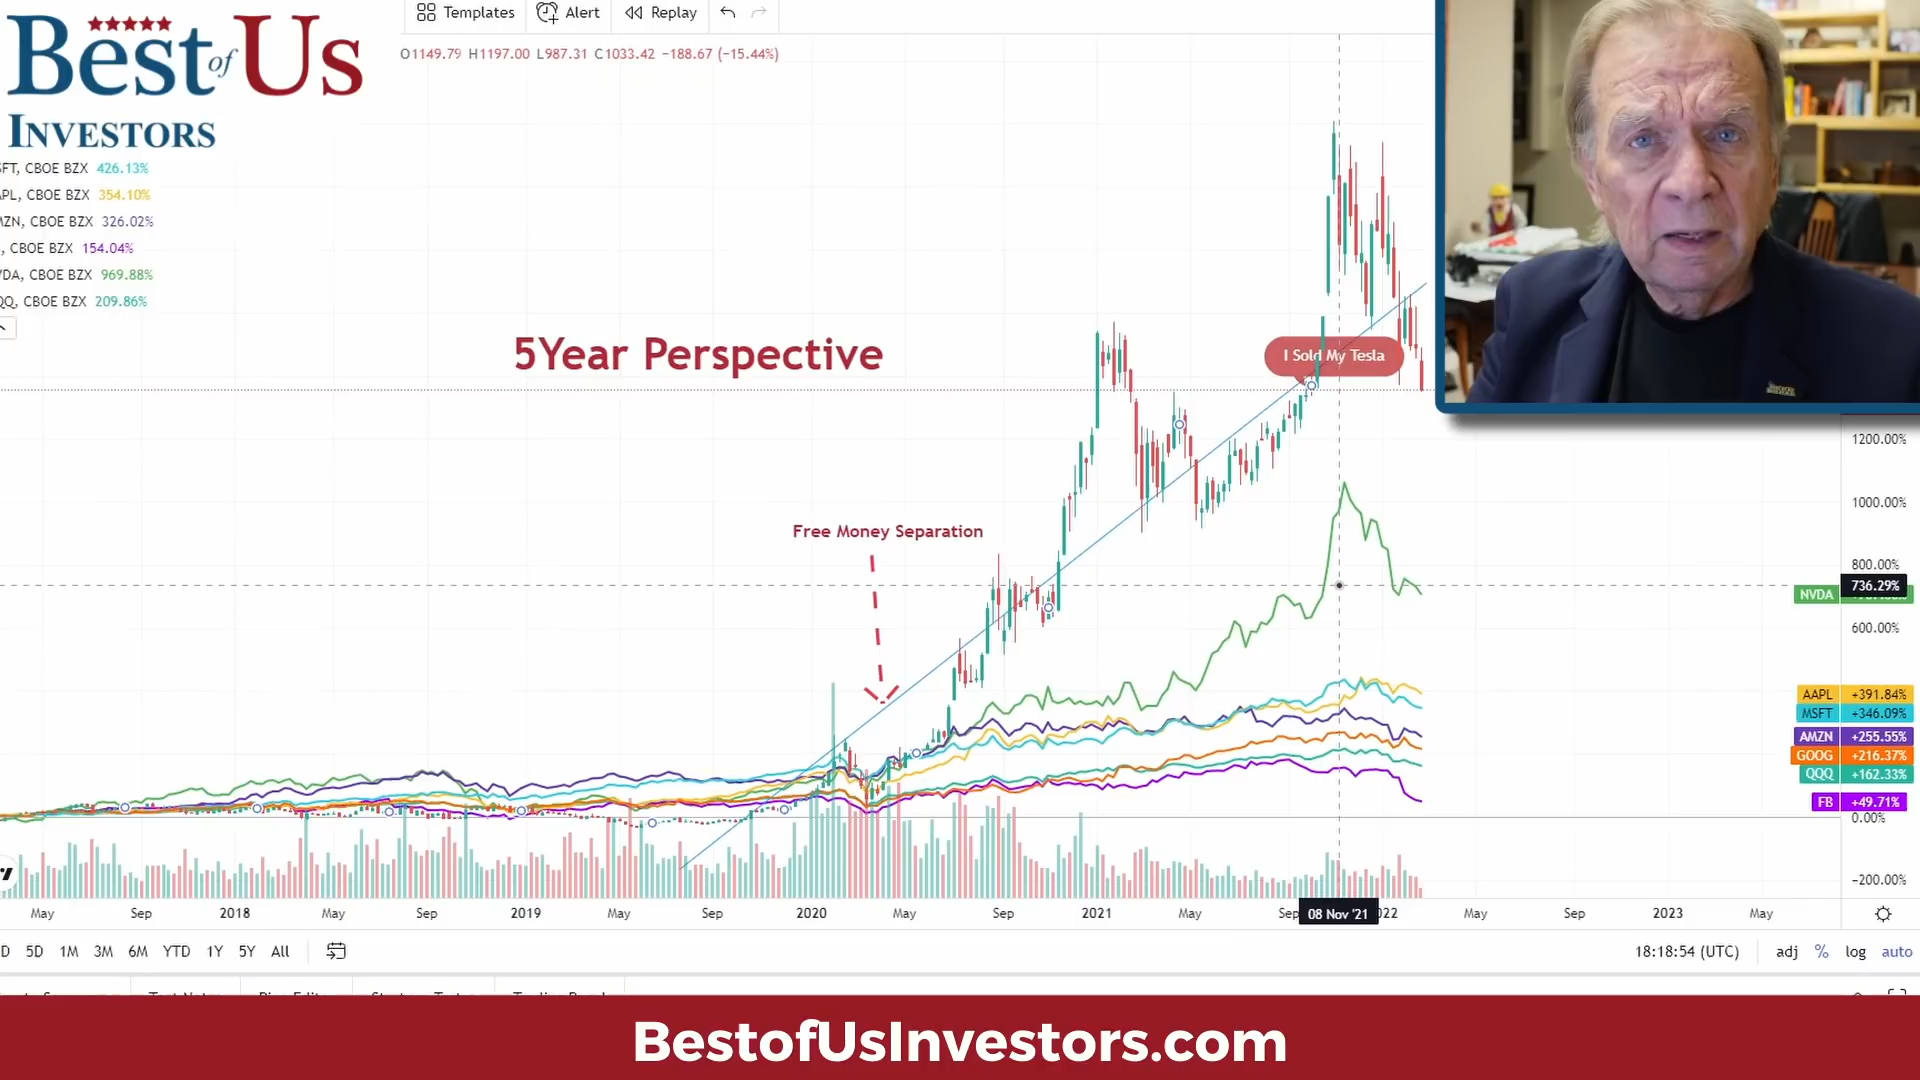 Best of Us
INVESTORS
Templates
Alert
Replay
O1149.79 H1197.00 L987.31 C1033.42 −188.67 (−15.44%)
SFT, CBOE BZX 426.13%
APL, CBOE BZX 354.10%
MZN, CBOE BZX 326.02%
, CBOE BZX 154.04%
VDA, CBOE BZX 969.88%
QQ, CBOE BZX 209.86%
5Year Perspective
I Sold My Tesla
Free Money Separation
1200.00%
1000.00%
800.00%
736.29%
NVDA
600.00%
AAPL +391.84%
MSFT +346.09%
AMZN +255.55%
GOOG +216.37%
QQQ +162.33%
FB +49.71%
0.00%
−200.00%
May Sep 2018 May Sep 2019 May Sep 2020 May Sep 2021 May Sep 08 Nov '21 022 May Sep 2023 May
D 5D 1M 3M 6M YTD 1Y 5Y All
18:18:54 (UTC) adj % log auto
BestofUsInvestors.com